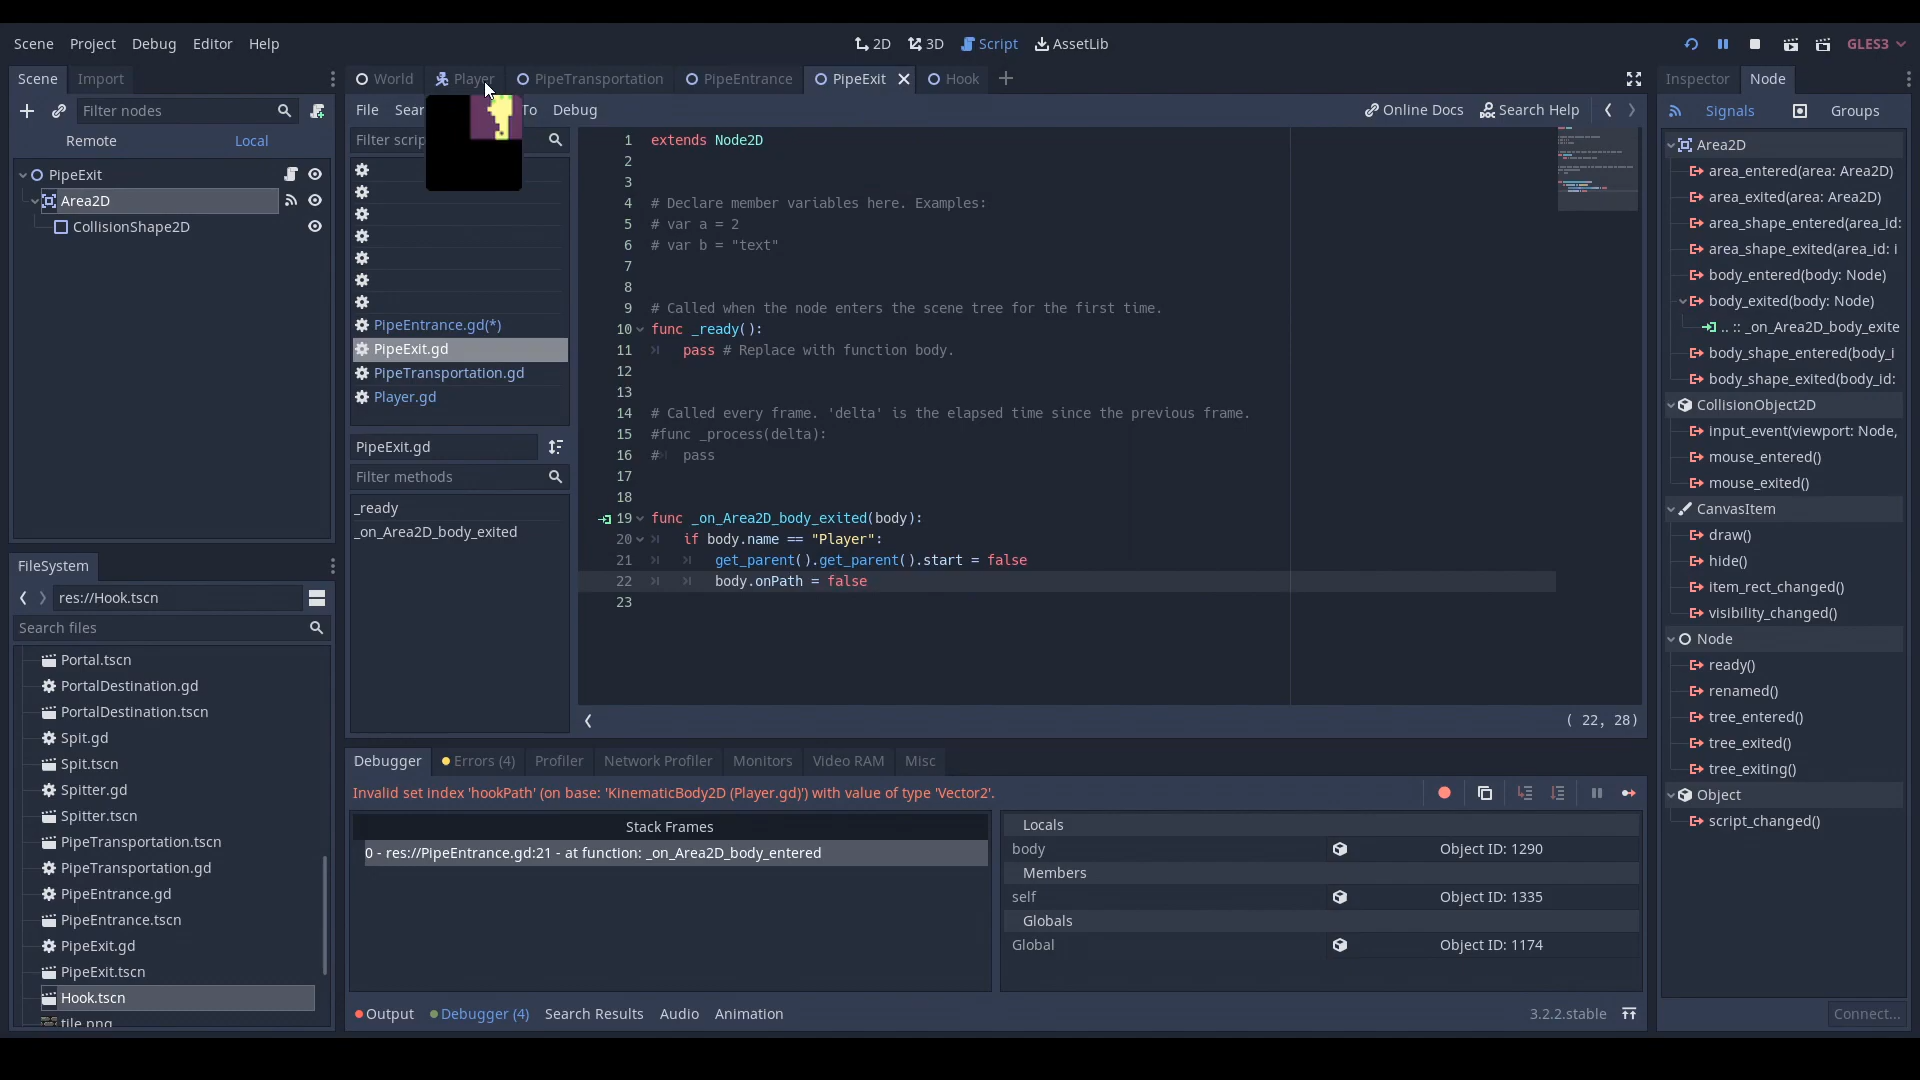 Scene Project Debug Editor Help
2D 3D Script AssetLib
GLES3
Scene Import
World Player PipeTransportation PipeEntrance PipeExit Hook
Inspector Node
Filter nodes
File Sear To Debug
Online Docs Search Help
Signals Groups
Remote Local
Filter scrip
PipeExit
Area2D
CollisionShape2D
PipeEntrance.gd(*)
PipeExit.gd
PipeTransportation.gd
Player.gd
PipeExit.gd
Filter methods
_ready
_on_Area2D_body_exited
1 extends Node2D
2
3
4 # Declare member variables here. Examples:
5 # var a = 2
6 # var b = "text"
7
8
9 # Called when the node enters the scene tree for the first time.
10 func _ready():
11 pass # Replace with function body.
12
13
14 # Called every frame. 'delta' is the elapsed time since the previous frame.
15 #func _process(delta):
16 # pass
17
18
19 func _on_Area2D_body_exited(body):
20 if body.name == "Player":
21 get_parent().get_parent().start = false
22 body.onPath = false
23
( 22, 28)
Area2D
area_entered(area: Area2D)
area_exited(area: Area2D)
area_shape_entered(area_id:
area_shape_exited(area_id: i
body_entered(body: Node)
body_exited(body: Node)
.. :: _on_Area2D_body_exite
body_shape_entered(body_i
body_shape_exited(body_id:
CollisionObject2D
input_event(viewport: Node,
mouse_entered()
mouse_exited()
CanvasItem
draw()
hide()
item_rect_changed()
visibility_changed()
Node
ready()
renamed()
tree_entered()
tree_exited()
tree_exiting()
Object
script_changed()
Connect...
FileSystem
res://Hook.tscn
Search files
Portal.tscn
PortalDestination.gd
PortalDestination.tscn
Spit.gd
Spit.tscn
Spitter.gd
Spitter.tscn
PipeTransportation.tscn
PipeTransportation.gd
PipeEntrance.gd
PipeEntrance.tscn
PipeExit.gd
PipeExit.tscn
Hook.tscn
tile.png
Debugger Errors (4) Profiler Network Profiler Monitors Video RAM Misc
Invalid set index 'hookPath' (on base: 'KinematicBody2D (Player.gd)') with value of type 'Vector2'.
Stack Frames
0 - res://PipeEntrance.gd:21 - at function: _on_Area2D_body_entered
Locals
body Object ID: 1290
Members
self Object ID: 1335
Globals
Global Object ID: 1174
Output Debugger (4) Search Results Audio Animation
3.2.2.stable